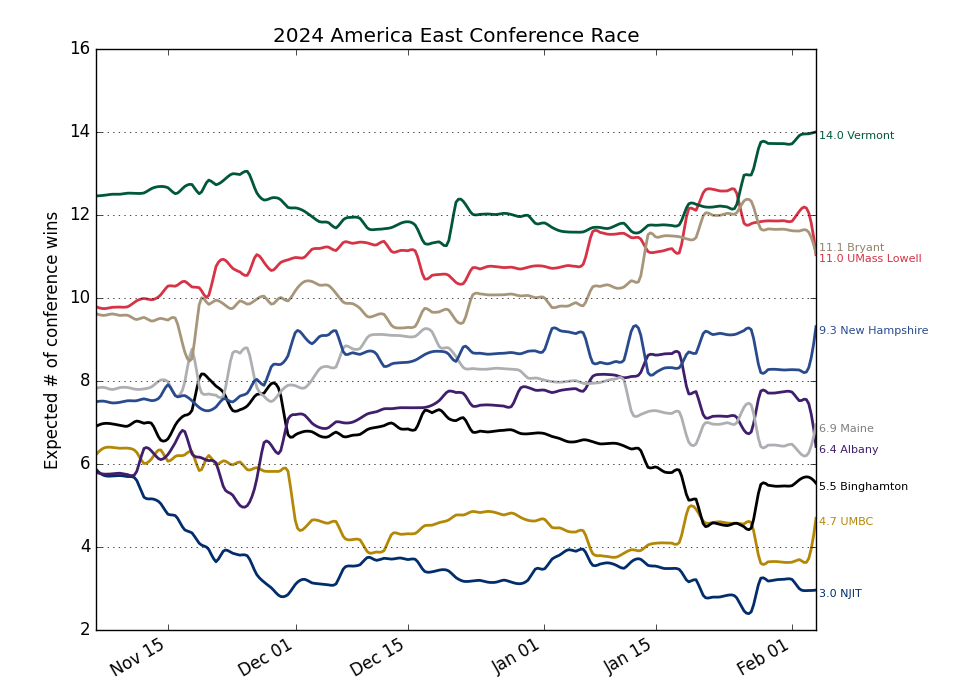 2024 America East Conference Race
Expected # of conference wins
16
14
12
10
8
6
4
2
14.0 Vermont
11.1 Bryant
11.0 UMass Lowell
9.3 New Hampshire
6.9 Maine
6.4 Albany
5.5 Binghamton
4.7 UMBC
3.0 NJIT
Nov 15
Dec 01
Dec 15
Jan 01
Jan 15
Feb 01